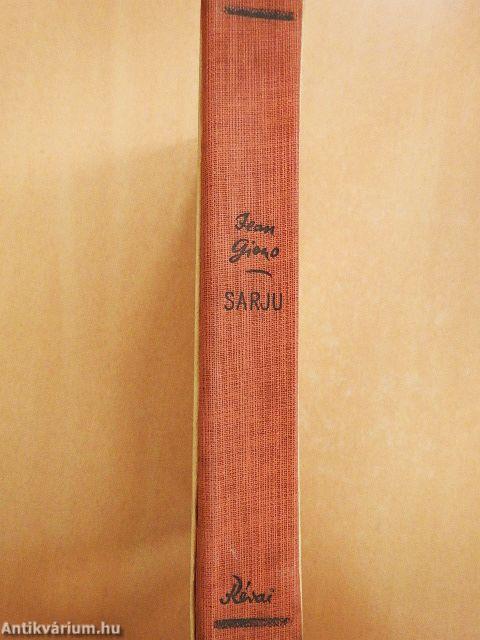 Jean
Giono
SARJU
Révai
Antikvárium.hu